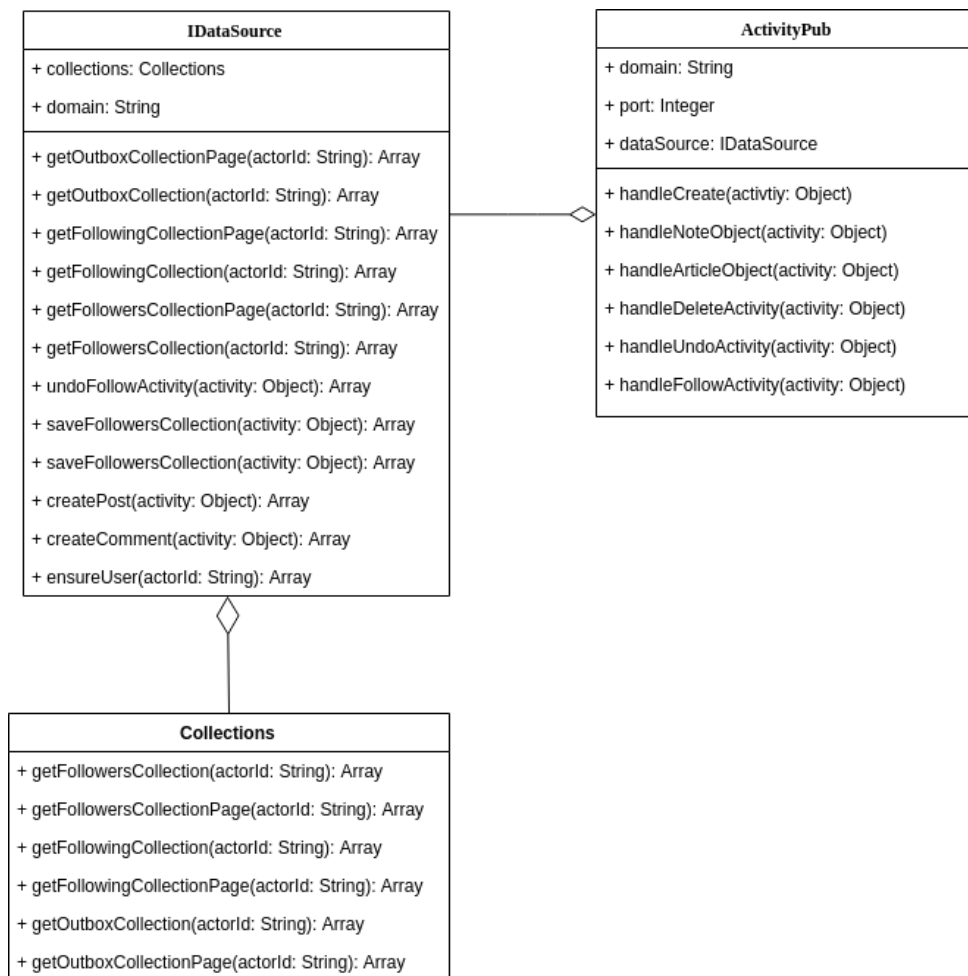 IDataSource
+ collections: Collections
+ domain: String
+ getOutboxCollectionPage(actorId: String): Array
+ getOutboxCollection(actorId: String): Array
+ getFollowingCollectionPage(actorId: String): Array
+ getFollowingCollection(actorId: String): Array
+ getFollowersCollectionPage(actorId: String): Array
+ getFollowersCollection(actorId: String): Array
+ undoFollowActivity(activity: Object): Array
+ saveFollowersCollection(activity: Object): Array
+ saveFollowersCollection(activity: Object): Array
+ createPost(activity: Object): Array
+ createComment(activity: Object): Array
+ ensureUser(actorId: String): Array
ActivityPub
+ domain: String
+ port: Integer
+ dataSource: IDataSource
+ handleCreate(activtiy: Object)
+ handleNoteObject(activity: Object)
+ handleArticleObject(activity: Object)
+ handleDeleteActivity(activity: Object)
+ handleUndoActivity(activity: Object)
+ handleFollowActivity(activity: Object)
Collections
+ getFollowersCollection(actorId: String): Array
+ getFollowersCollectionPage(actorId: String): Array
+ getFollowingCollection(actorId: String): Array
+ getFollowingCollectionPage(actorId: String): Array
+ getOutboxCollection(actorId: String): Array
+ getOutboxCollectionPage(actorId: String): Array